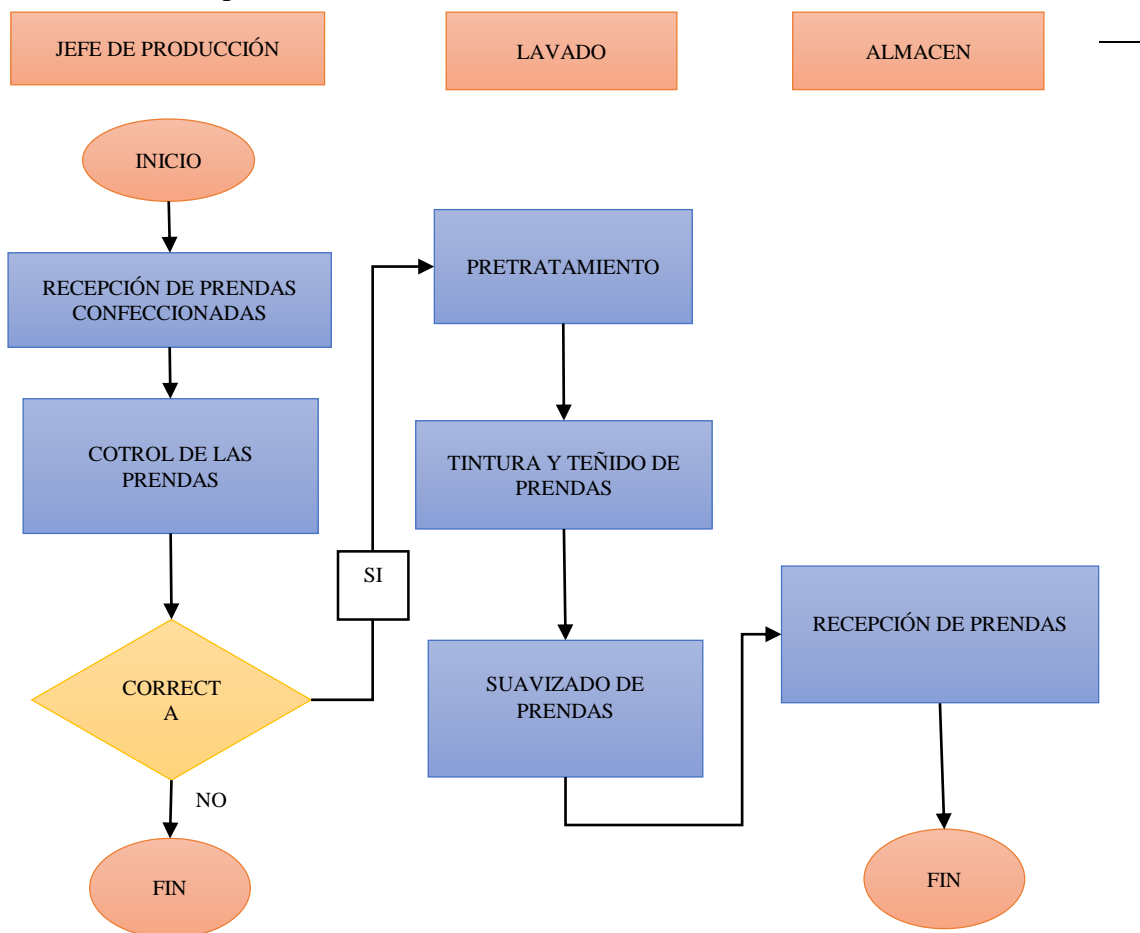 JEFE DE PRODUCCIÓN
LAVADO
ALMACEN
INICIO
RECEPCIÓN DE PRENDAS
CONFECCIONADAS
PRETRATAMIENTO
COTROL DE LAS
PRENDAS
TINTURA Y TEÑIDO DE
PRENDAS
SI
CORRECT
A
SUAVIZADO DE
PRENDAS
RECEPCIÓN DE PRENDAS
NO
FIN
FIN